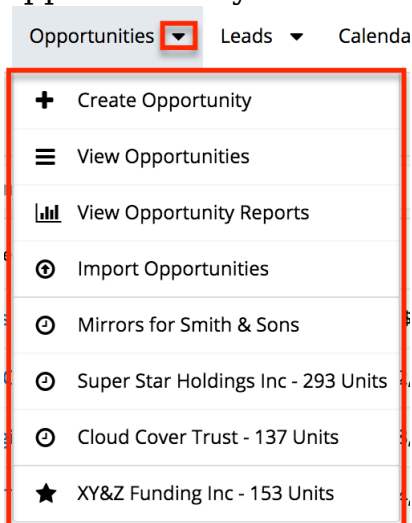 Opportunities Leads Calenda
Create Opportunity
View Opportunities
View Opportunity Reports
Import Opportunities
Mirrors for Smith & Sons
Super Star Holdings Inc - 293 Units
Cloud Cover Trust - 137 Units
XY&Z Funding Inc - 153 Units